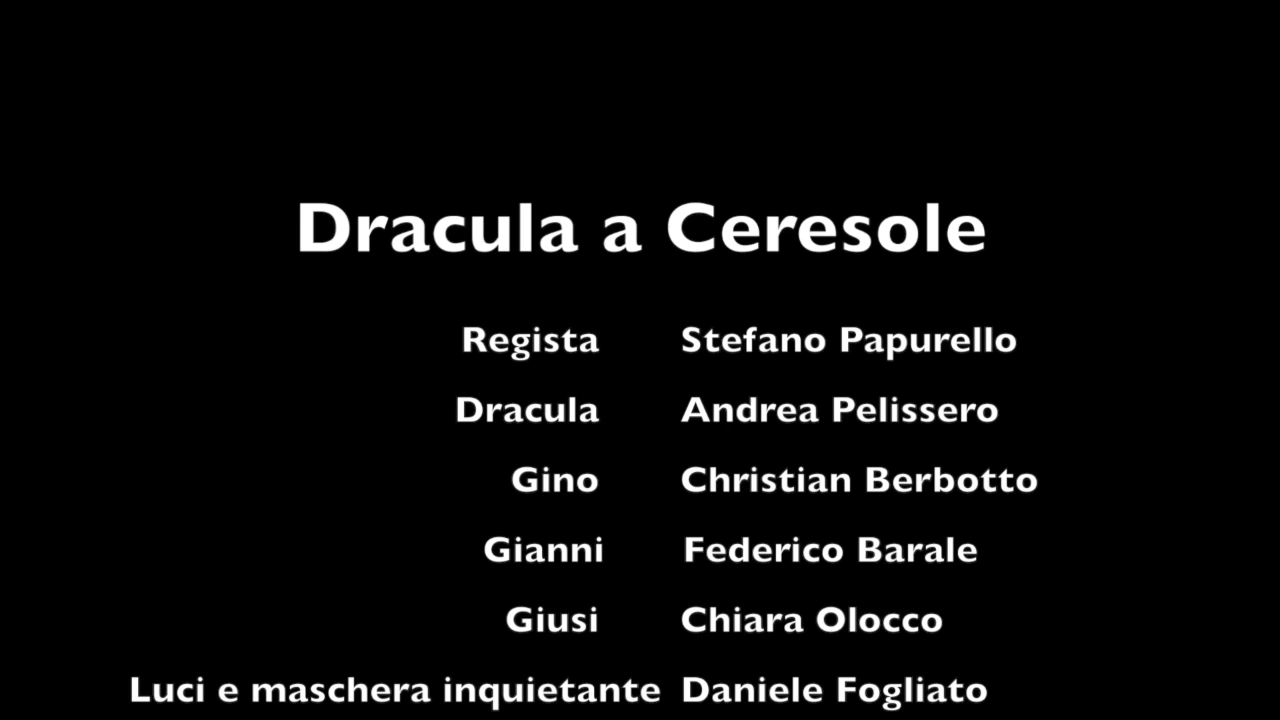 Dracula a Ceresole
Regista Stefano Papurello
Dracula Andrea Pelissero
Gino Christian Berbotto
Gianni Federico Barale
Giusi Chiara Olocco
Luci e maschera inquietante Daniele Fogliato